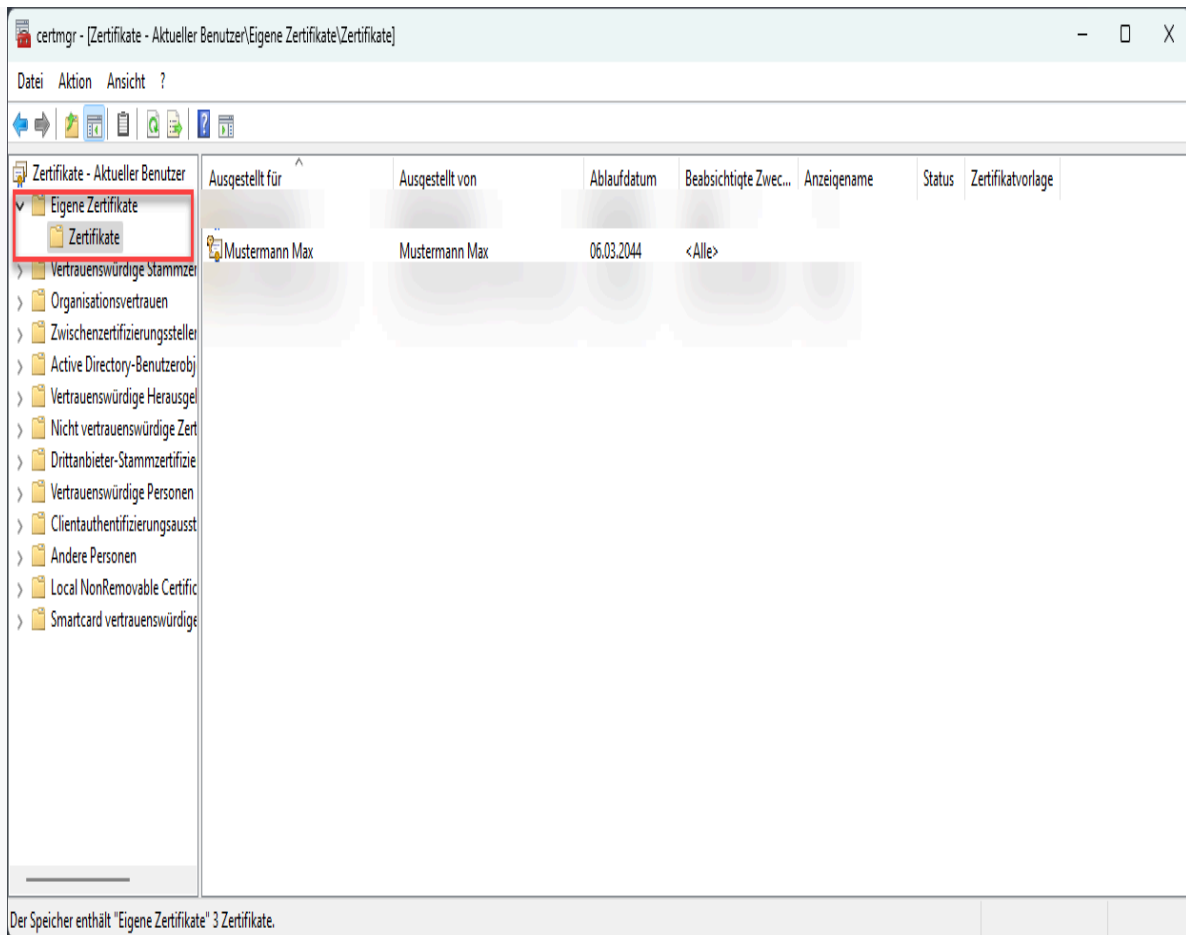 certmgr - [Zertifikate - Aktueller Benutzer\Eigene Zertifikate\Zertifikate]
Datei Aktion Ansicht ?
Zertifikate - Aktueller Benutzer
Eigene Zertifikate
Zertifikate
Vertrauenswürdige Stammzer
Organisationsvertrauen
Zwischenzertifizierungsstellen
Active Directory-Benutzerobj
Vertrauenswürdige Herausgel
Nicht vertrauenswürdige Zert
Drittanbieter-Stammzertifizie
Vertrauenswürdige Personen
Clientauthentifizierungsausst
Andere Personen
Local NonRemovable Certific
Smartcard vertrauenswürdige
Ausgestellt für Ausgestellt von Ablaufdatum Beabsichtigte Zwec... Anzeigename Status Zertifikatvorlage
Mustermann Max Mustermann Max 06.03.2044 <Alle>
Der Speicher enthält "Eigene Zertifikate" 3 Zertifikate.